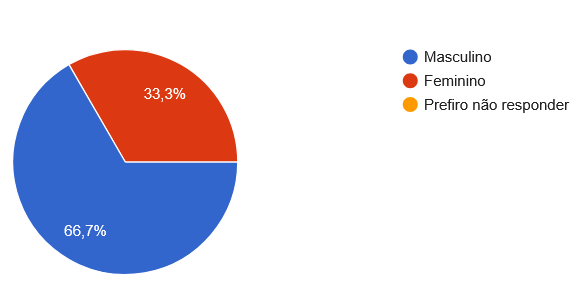 Masculino
Feminino
Prefiro não responder
33,3%
66,7%